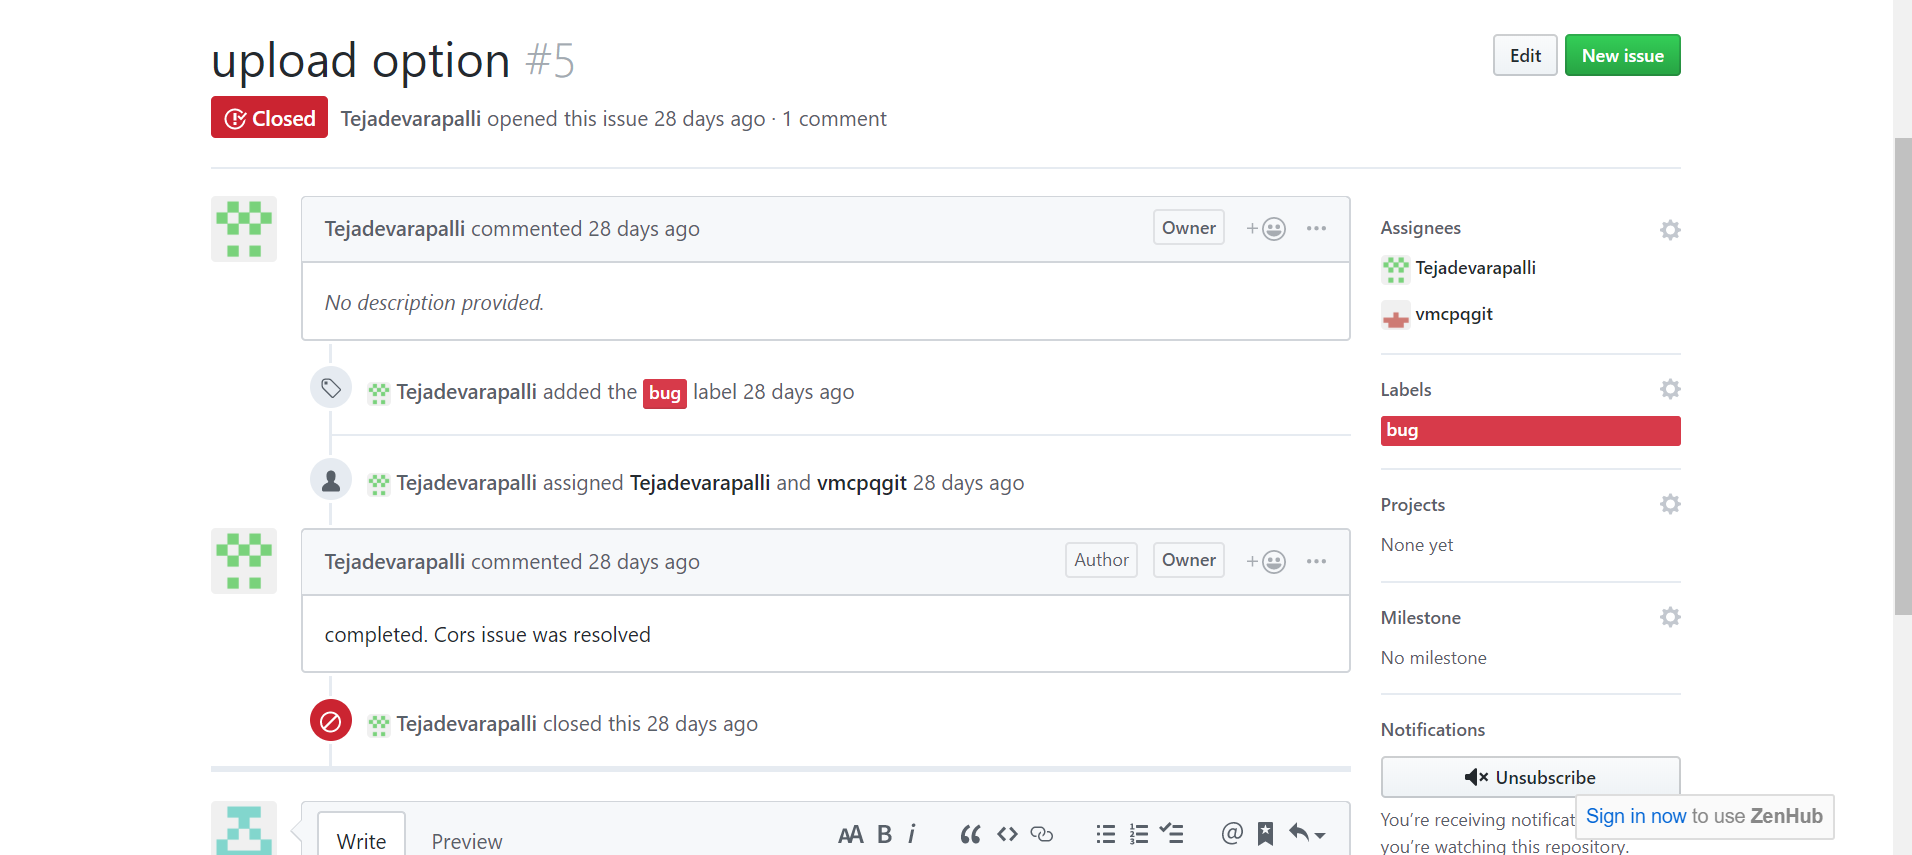 upload option #5
Edit
New issue
Closed
Tejadevarapalli opened this issue 28 days ago · 1 comment
Tejadevarapalli commented 28 days ago
Owner
No description provided.
Tejadevarapalli added the bug label 28 days ago
Tejadevarapalli assigned Tejadevarapalli and vmcpqgit 28 days ago
Tejadevarapalli commented 28 days ago
Author
Owner
completed. Cors issue was resolved
Tejadevarapalli closed this 28 days ago
Write
Preview
AA B i
Assignees
Tejadevarapalli
vmcpqgit
Labels
bug
Projects
None yet
Milestone
No milestone
Notifications
Unsubscribe
You're receiving notificat
you're watching this repository.
Sign in now to use ZenHub